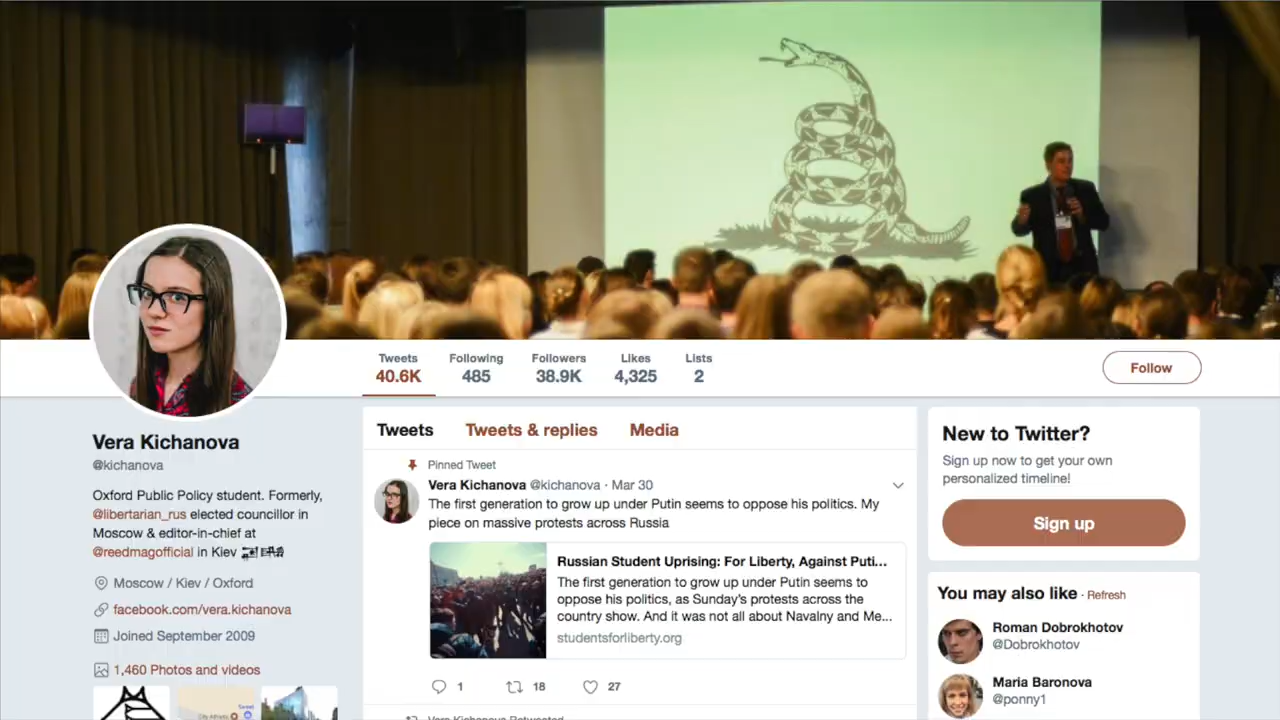 Tweets
40.6K
Following
485
Followers
38.9K
Likes
4,325
Lists
2
Follow
Vera Kichanova
@kichanova
Oxford Public Policy student. Formerly,
@libertarian_rus elected councillor in
Moscow & editor-in-chief at
@reedmagofficial in Kiev
Moscow / Kiev / Oxford
facebook.com/vera.kichanova
Joined September 2009
1,460 Photos and videos
Tweets
Tweets & replies
Media
Pinned Tweet
Vera Kichanova @kichanova · Mar 30
The first generation to grow up under Putin seems to oppose his politics. My
piece on massive protests across Russia
Russian Student Uprising: For Liberty, Against Puti...
The first generation to grow up under Putin seems to
oppose his politics, as Sunday's protests across the
country show. And it was not all about Navalny and Me...
studentsforliberty.org
1
18
27
Vera Kichanova Retweeted
New to Twitter?
Sign up now to get your own
personalized timeline!
Sign up
You may also like · Refresh
Roman Dobrokhotov
@Dobrokhotov
Maria Baronova
@ponny1